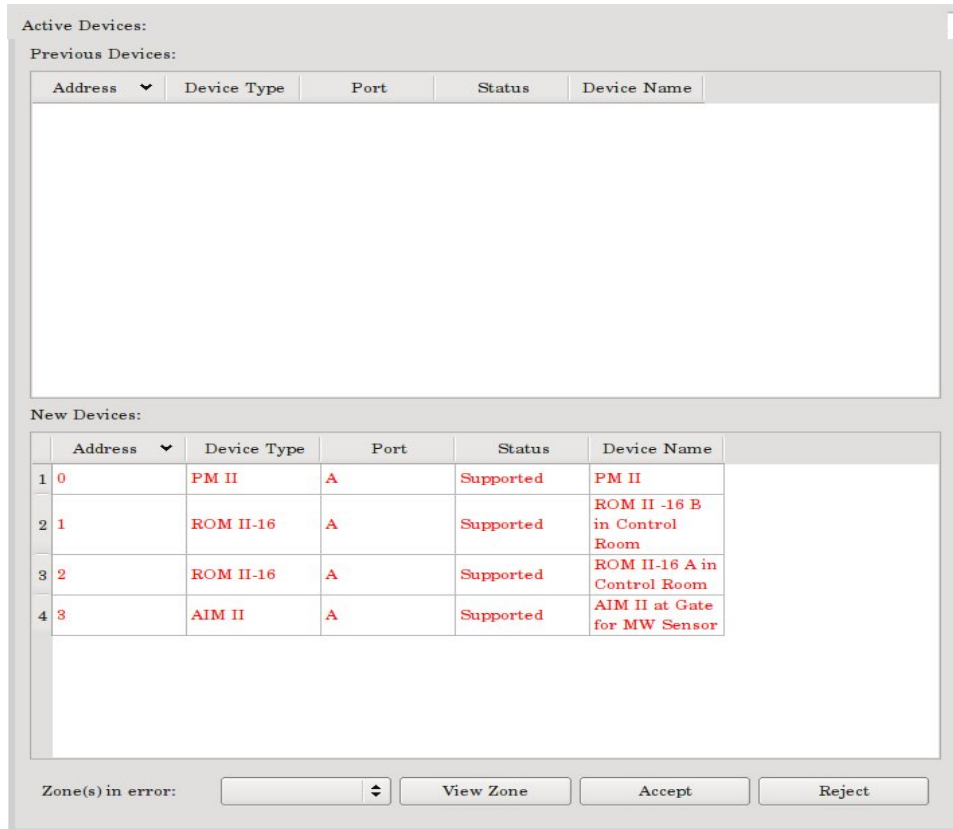 Active Devices:
Previous Devices:
Address Device Type Port Status Device Name
New Devices:
Address Device Type Port Status Device Name
1 0 PM II A Supported PM II
2 1 ROM II-16 A Supported ROM II -16 B
in Control
Room
3 2 ROM II-16 A Supported ROM II-16 A in
Control Room
4 3 AIM II A Supported AIM II at Gate
for MW Sensor
Zone(s) in error: View Zone Accept Reject